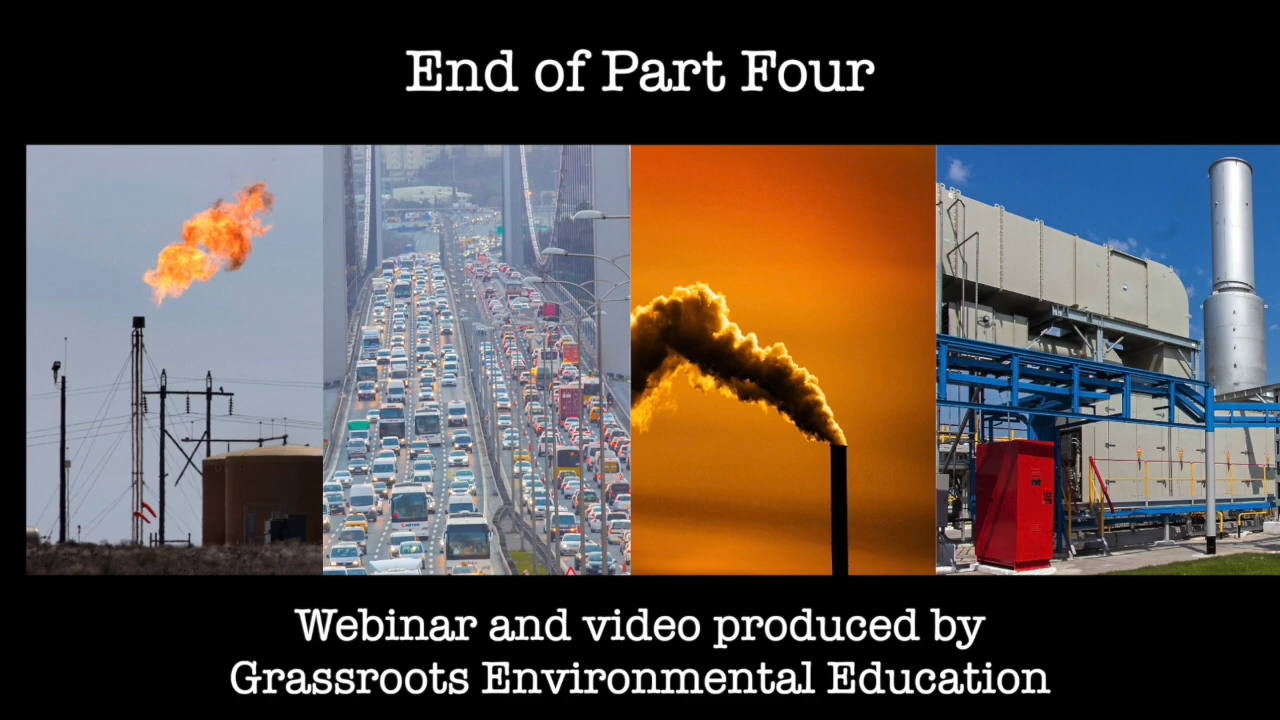 End of Part Four
Webinar and video produced by
Grassroots Environmental Education